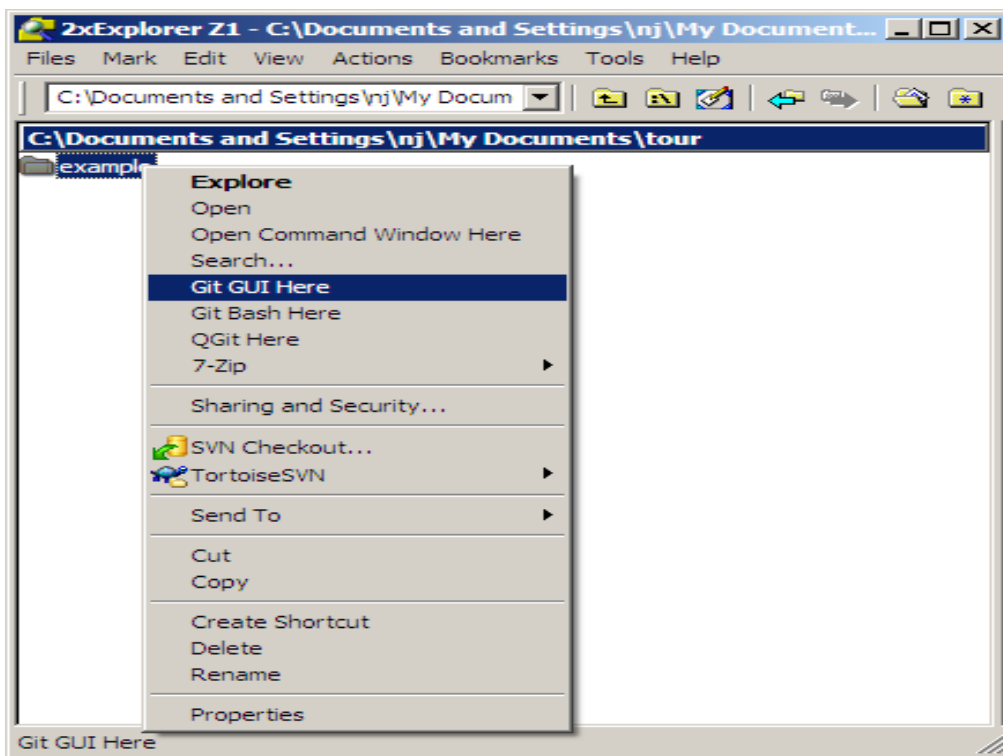 2xExplorer Z1 - C:\Documents and Settings\nj\My Document...
Files Mark Edit View Actions Bookmarks Tools Help
C:\Documents and Settings\nj\My Docum
C:\Documents and Settings\nj\My Documents\tour
example
Explore
Open
Open Command Window Here
Search...
Git GUI Here
Git Bash Here
QGit Here
7-Zip
Sharing and Security...
SVN Checkout...
TortoiseSVN
Send To
Cut
Copy
Create Shortcut
Delete
Rename
Properties
Git GUI Here